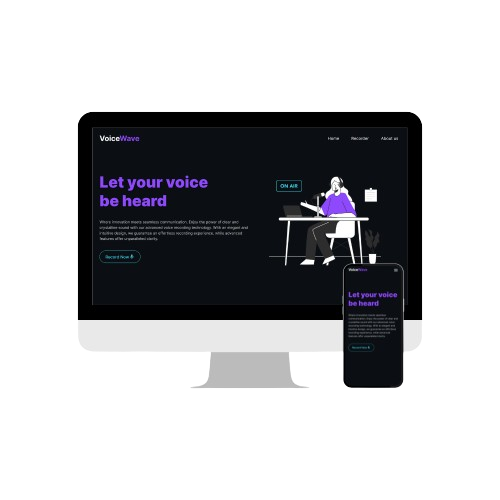 VoiceWave
Home Recorder About us
Let your voice
be heard
Where innovation meets seamless communication. Enjoy the power of clear and
crystalline sound with our advanced voice recording technology. With an elegant and
intuitive design, we guarantee an effortless recording experience, while advanced
features offer unparalleled clarity.
Record Now
ON AIR
VoiceWave
Let your voice
be heard
Record Now